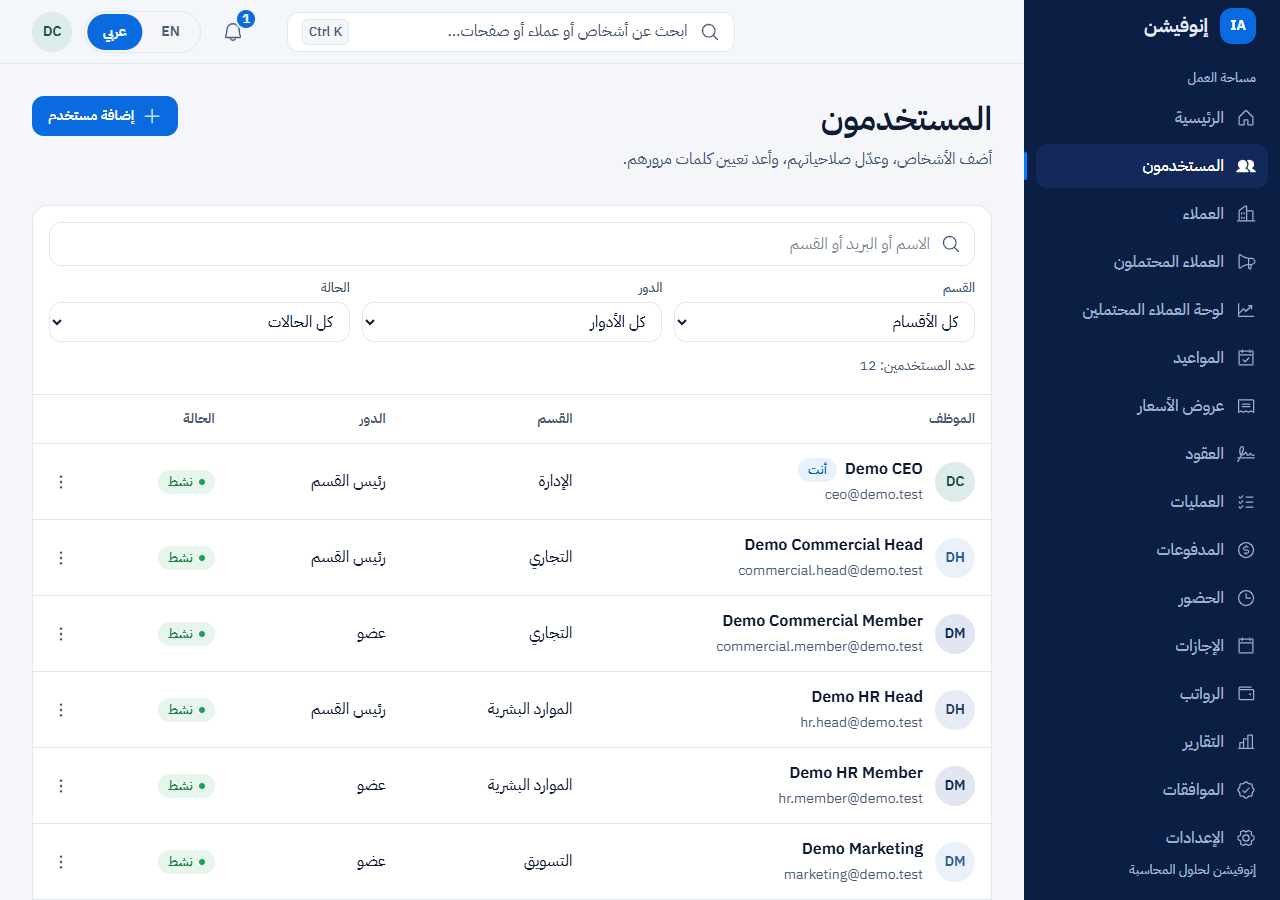 IA إنوفيشن
مساحة العمل
الرئيسية
المستخدمون
العملاء
العملاء المحتملون
لوحة العملاء المحتملين
المواعيد
عروض الأسعار
العقود
العمليات
المدفوعات
الحضور
الإجازات
الرواتب
التقارير
الموافقات
الإعدادات
إنوفيشن لحلول المحاسبة
ابحث عن أشخاص أو عملاء أو صفحات... Ctrl K
1
EN عربي
DC
المستخدمون
أضف الأشخاص، وعدّل صلاحياتهم، وأعد تعيين كلمات مرورهم.
إضافة مستخدم
الاسم أو البريد أو القسم
القسم الدور الحالة
كل الأقسام كل الأدوار كل الحالات
عدد المستخدمين: 12
الموظف القسم الدور الحالة
DC Demo CEO أنت الإدارة رئيس القسم نشط
ceo@demo.test
DH Demo Commercial Head التجاري رئيس القسم نشط
commercial.head@demo.test
DM Demo Commercial Member التجاري عضو نشط
commercial.member@demo.test
DH Demo HR Head الموارد البشرية رئيس القسم نشط
hr.head@demo.test
DM Demo HR Member الموارد البشرية عضو نشط
hr.member@demo.test
DM Demo Marketing التسويق عضو نشط
marketing@demo.test